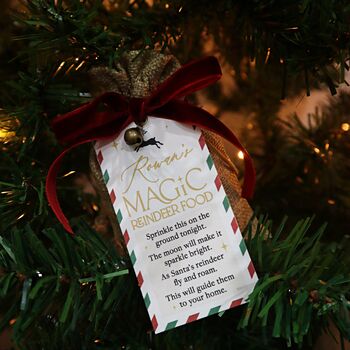 Rowan's
MAGIC
REINDEER FOOD
Sprinkle this on the
ground tonight.
The moon will make it
sparkle bright.
As Santa's reindeer
fly and roam.
This will guide them
to your home.